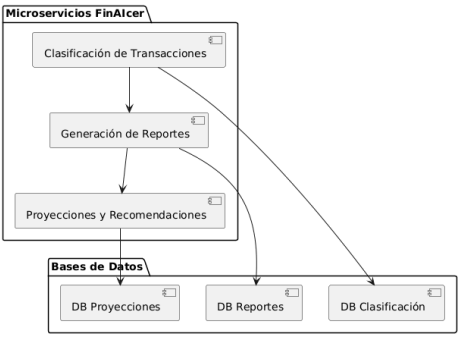 Microservicios FinAIcer
Clasificación de Transacciones
Generación de Reportes
Proyecciones y Recomendaciones
Bases de Datos
DB Proyecciones
DB Reportes
DB Clasificación